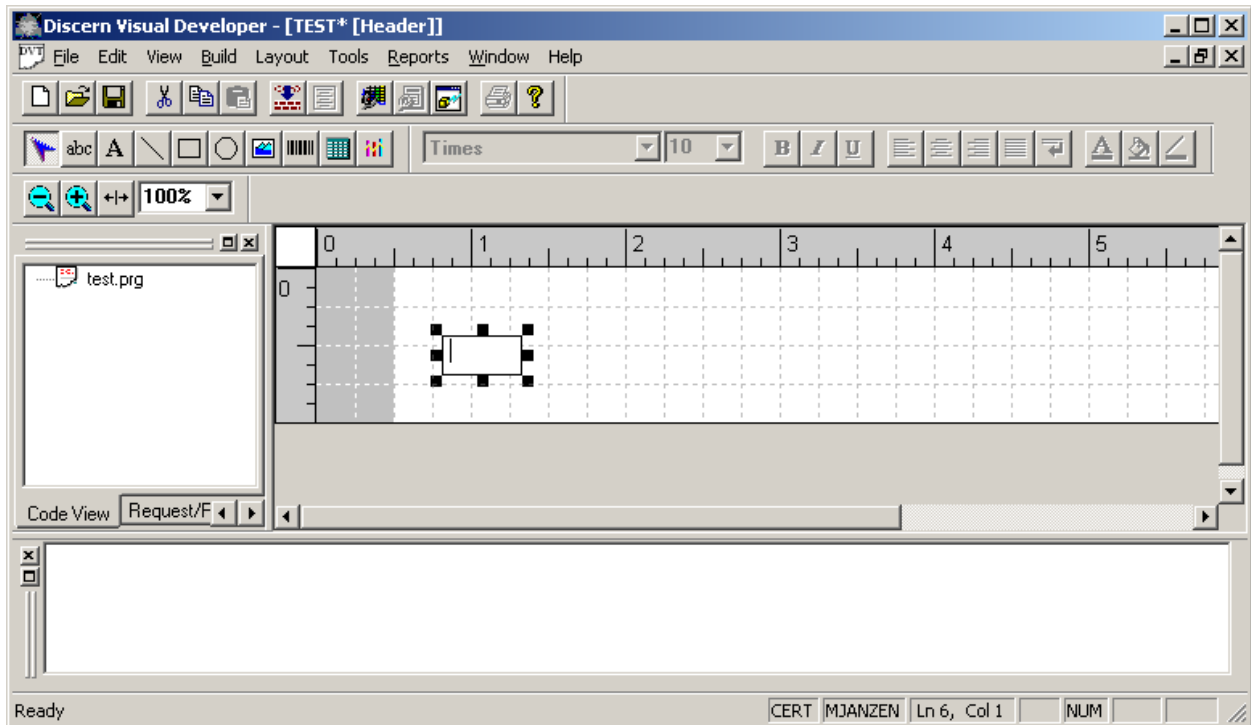 Discern Visual Developer - [TEST* [Header]]
File Edit View Build Layout Tools Reports Window Help
abc A Times 10 B I U A
100%
0 1 2 3 4 5
test.prg
0
Code View Request/F
Ready CERT MJANZEN Ln 6, Col 1 NUM